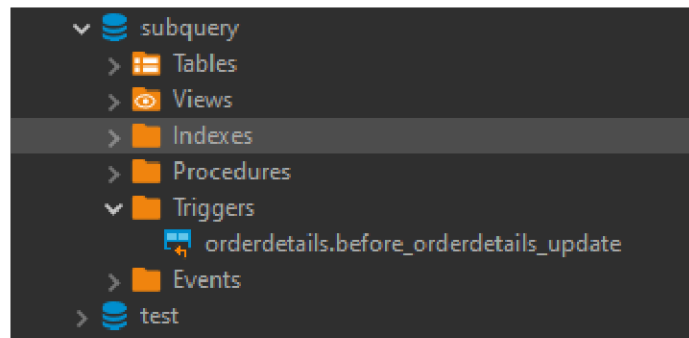 subquery
Tables
Views
Indexes
Procedures
Triggers
orderdetails.before_orderdetails_update
Events
test